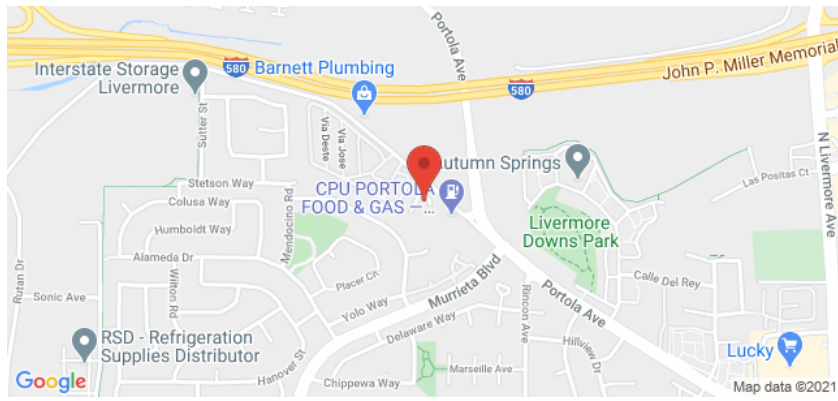 Portola Ave
580
Barnett Plumbing
Interstate Storage
Livermore
580
John P. Miller Memorial
Sutter St
Via Deste
Via Jose
Autumn Springs
N Livermore Ave
Las Positas Ct
Stetson Way
CPU PORTOLA
FOOD & GAS —...
Colusa Way
Mendocino Rd
Livermore
Downs Park
Humboldt Way
Alameda Dr
Rutan Dr
Wilton Rd
Placer Cir
Murrieta Blvd
Calle Del Rey
Sonic Ave
Yolo Way
Portola Ave
Rincon Ave
RSD - Refrigeration
Supplies Distributor
Delaware Way
Hillview Dr
Lucky
Hanover St
Marseille Ave
Chippewa Way
Google
Map data ©2021